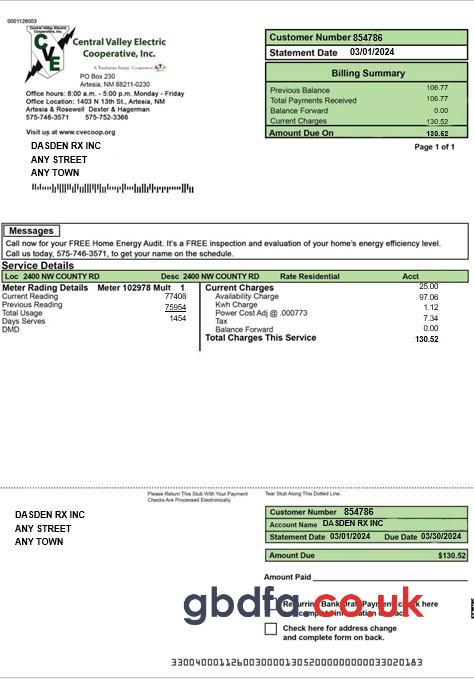 0001126003
Central Valley Electric Cooperative, Inc.
CVE
Central Valley Electric
Cooperative, Inc.
A Touchstone Energy Cooperative
PO Box 230
Artesia, NM 88211-0230
Office hours: 8:00 a.m. - 5:00 p.m. Monday - Friday
Office Location: 1403 N 13th St., Artesia, NM
Artesia & Rosewell Dexter & Hagerman
575-746-3571 575-752-3366
Visit us at www.cvecoop.org
Customer Number 854786
Statement Date 03/01/2024
Billing Summary
Previous Balance 106.77
Total Payments Received 106.77
Balance Forward 0.00
Current Charges 130.52
Amount Due On 130.52
Page 1 of 1
DASDEN RX INC
ANY STREET
ANY TOWN
Messages
Call now for your FREE Home Energy Audit. It's a FREE inspection and evaluation of your home's energy efficiency level.
Call us today, 575-746-3571, to get your name on the schedule.
Service Details
Loc 2400 NW COUNTY RD Desc 2400 NW COUNTY RD Rate Residential Acct
Meter Rading Details Meter 102978 Mult 1
Current Reading 77408
Previous Reading 75954
Total Usage
Days Serves 1454
DMD
Current Charges 25.00
Availability Charge 97.06
Kwh Charge 1.12
Power Cost Adj @ .000773
Tax 7.34
Balance Forward 0.00
Total Charges This Service 130.52
Please Return This Stub With Your Payment
Checks Are Processed Electronically
Tear Stub Along This Dotted Line.
DASDEN RX INC
ANY STREET
ANY TOWN
Customer Number 854786
Account Name DASDEN RX INC
Statement Date 03/01/2024 Due Date 03/30/2024
Amount Due $130.52
Amount Paid
Recurring Bank Draft Payment check here
gbdfa.co.uk
Check here for address change
and complete form on back.
33004000112600300001305200000000033020183